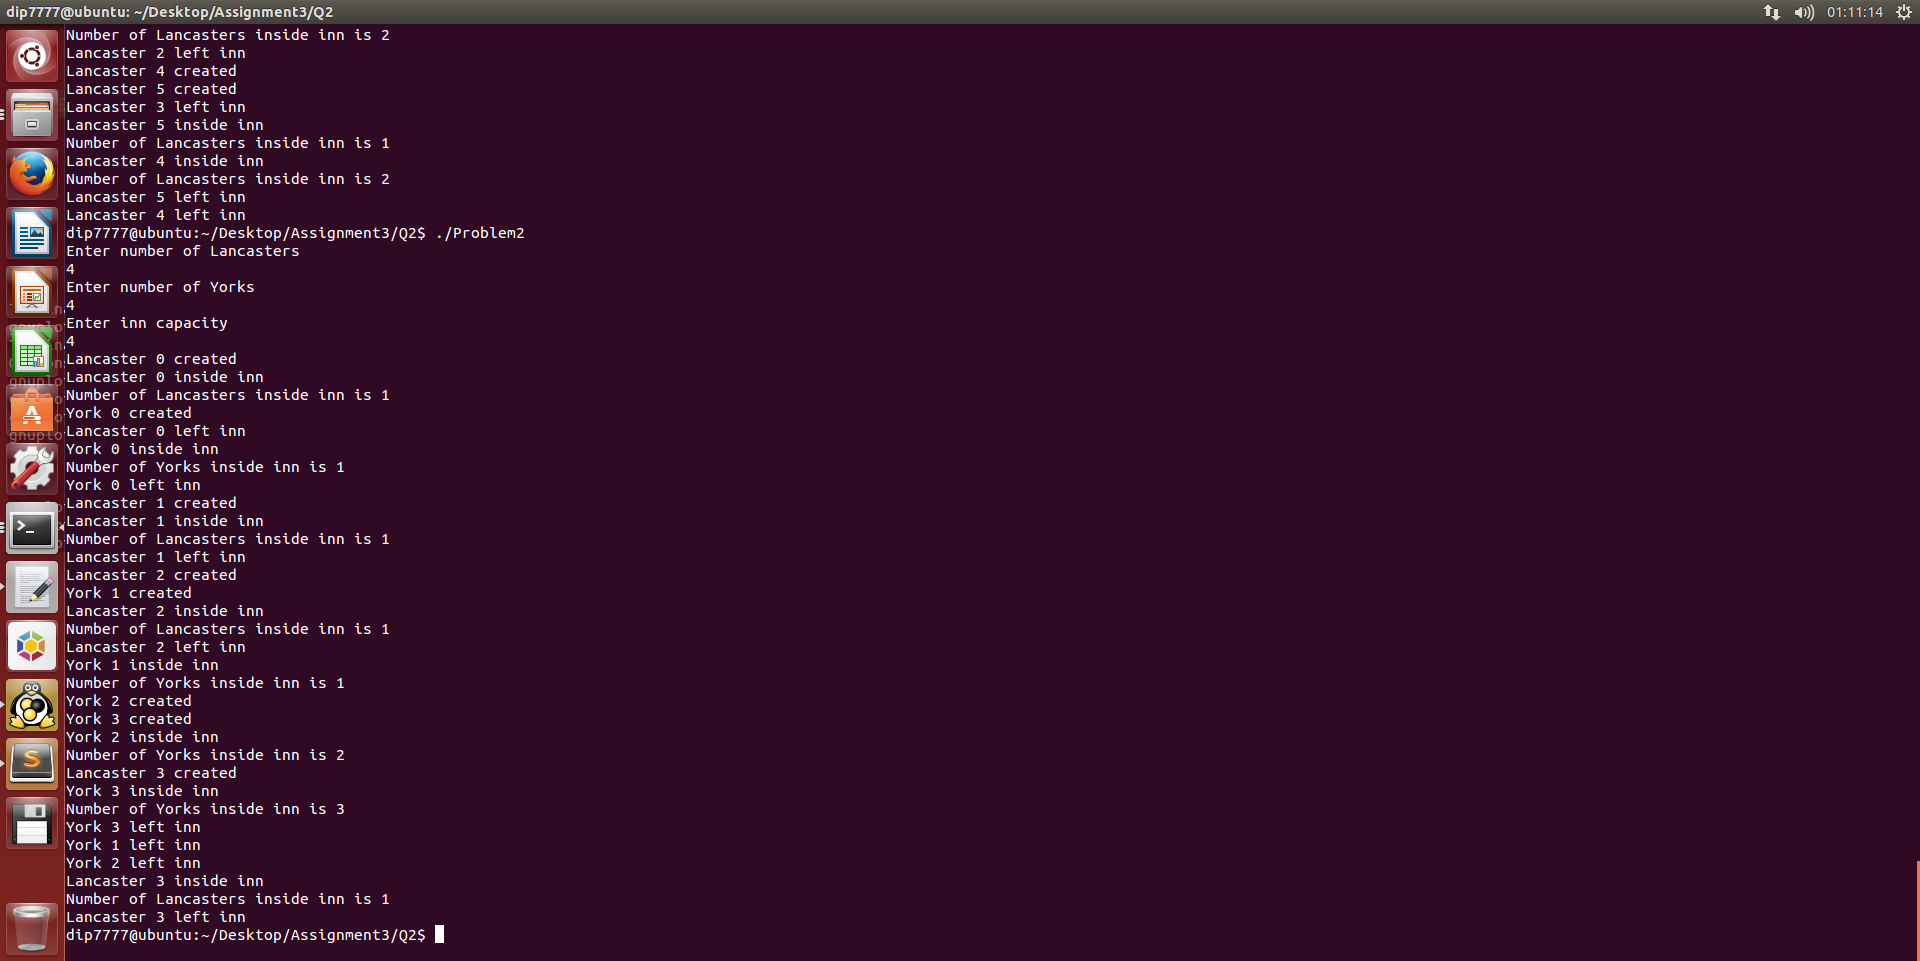 dip7777@ubuntu: ~/Desktop/Assignment3/Q2
01:11:14
Number of Lancasters inside inn is 2
Lancaster 2 left inn
Lancaster 4 created
Lancaster 5 created
Lancaster 3 left inn
Lancaster 5 inside inn
Number of Lancasters inside inn is 1
Lancaster 4 inside inn
Number of Lancasters inside inn is 2
Lancaster 5 left inn
Lancaster 4 left inn
dip7777@ubuntu:~/Desktop/Assignment3/Q2$ ./Problem2
Enter number of Lancasters
4
Enter number of Yorks
4
Enter inn capacity
4
Lancaster 0 created
Lancaster 0 inside inn
Number of Lancasters inside inn is 1
York 0 created
Lancaster 0 left inn
York 0 inside inn
Number of Yorks inside inn is 1
York 0 left inn
Lancaster 1 created
Lancaster 1 inside inn
Number of Lancasters inside inn is 1
Lancaster 1 left inn
Lancaster 2 created
York 1 created
Lancaster 2 inside inn
Number of Lancasters inside inn is 1
Lancaster 2 left inn
York 1 inside inn
Number of Yorks inside inn is 1
York 2 created
York 3 created
York 2 inside inn
Number of Yorks inside inn is 2
Lancaster 3 created
York 3 inside inn
Number of Yorks inside inn is 3
York 3 left inn
York 1 left inn
York 2 left inn
Lancaster 3 inside inn
Number of Lancasters inside inn is 1
Lancaster 3 left inn
dip7777@ubuntu:~/Desktop/Assignment3/Q2$